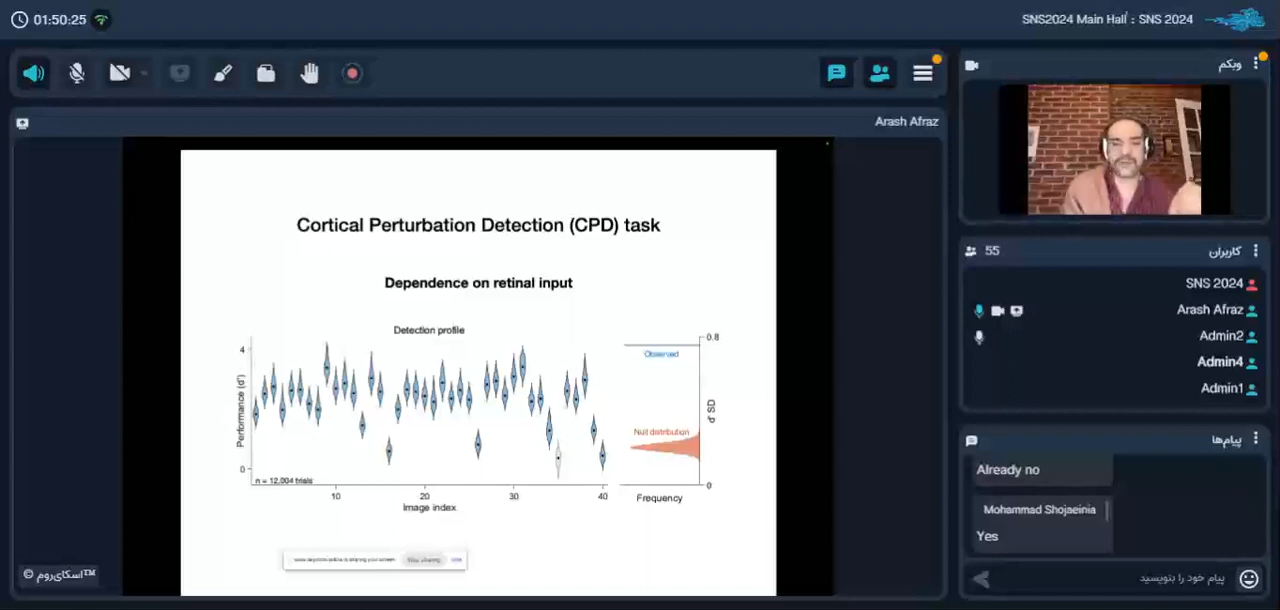 01:50:25
SNS2024 Main Hall : SNS 2024
Arash Afraz
Cortical Perturbation Detection (CPD) task
Dependence on retinal input
Detection profile
4
0
Performance (d')
n = 12,004 trials
10
20
30
40
Image index
Observed
Null distribution
0.8
0
d' SD
Frequency
Stop sharing
Hide
اسکای‌روم™ ©
وبکم
کاربران
55
SNS 2024
Arash Afraz
Admin2
Admin4
Admin1
پیام‌ها
Already no
Mohammad Shojaeinia
Yes
پیام خود را بنویسید